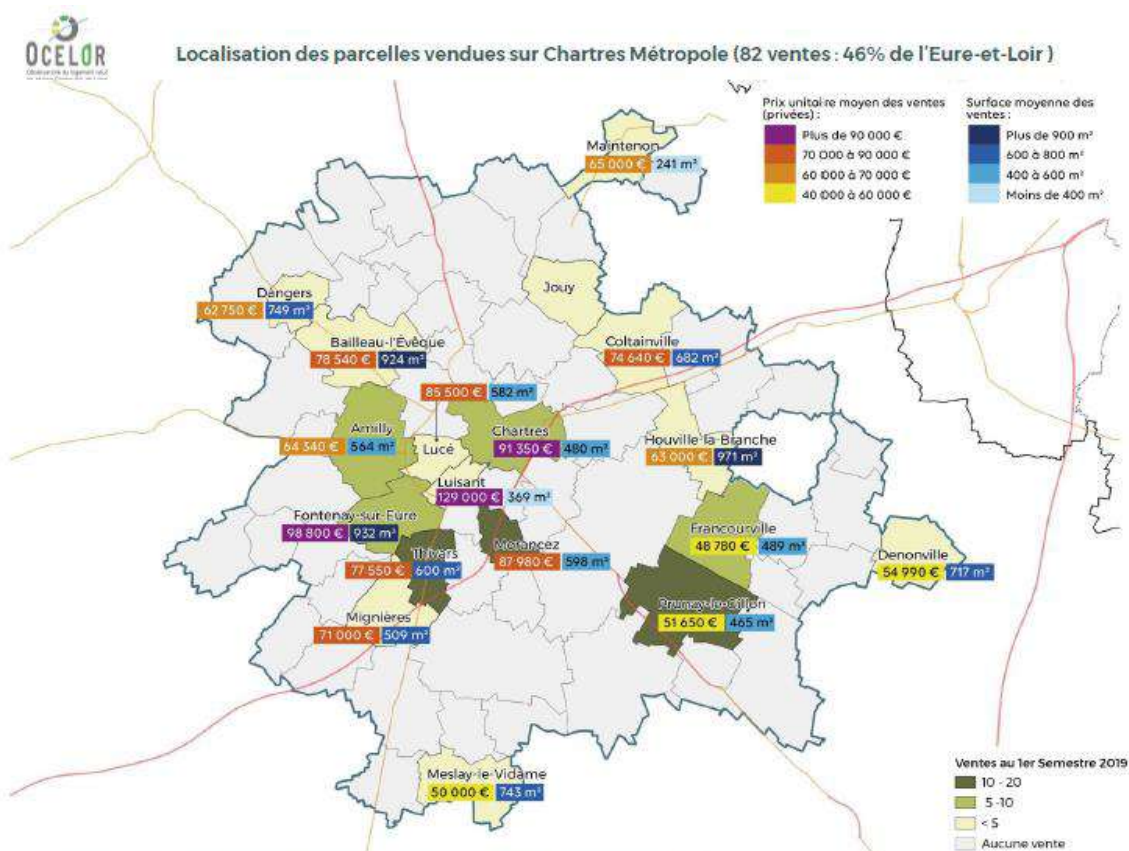 OCELOR
Observatoire du logement neuf
Localisation des parcelles vendues sur Chartres Métropole (82 ventes : 46% de l'Eure-et-Loir )
Prix unitaire moyen des ventes
(privées) :
Plus de 90 000 €
70 000 à 90 000 €
60 000 à 70 000 €
40 000 à 60 000 €
Surface moyenne des
ventes :
Plus de 900 m²
600 à 800 m²
400 à 600 m²
Moins de 400 m²
Maintenon
65 000 € 241 m²
Jouy
Dangers
62 750 € 749 m²
Bailleau-l'Évêque
78 540 € 924 m²
Coltainville
74 640 € 682 m²
85 500 € 582 m²
Amilly
64 340 € 564 m²
Lucé
Chartres
91 350 € 480 m²
Houville-la-Branche
63 000 € 971 m²
Luisant
129 000 € 369 m²
Fontenay-sur-Eure
98 800 € 932 m²
Francourville
48 780 € 489 m²
Thivars
77 550 € 600 m²
Morancez
87 980 € 598 m²
Denonville
54 990 € 717 m²
Prunay-le-Gillon
51 650 € 465 m²
Mignières
71 000 € 509 m²
Meslay-le-Vidame
50 000 € 743 m²
Ventes au 1er Semestre 2019
10 - 20
5 -10
< 5
Aucune vente